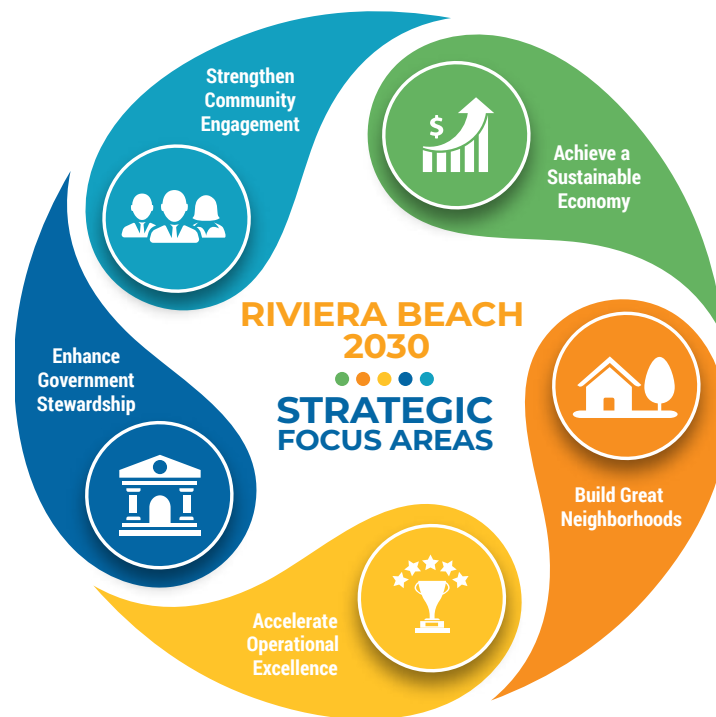 Strengthen
Community
Engagement
$
Achieve a
Sustainable
Economy
RIVIERA BEACH
2030
STRATEGIC
FOCUS AREAS
Enhance
Government
Stewardship
Build Great
Neighborhoods
Accelerate
Operational
Excellence